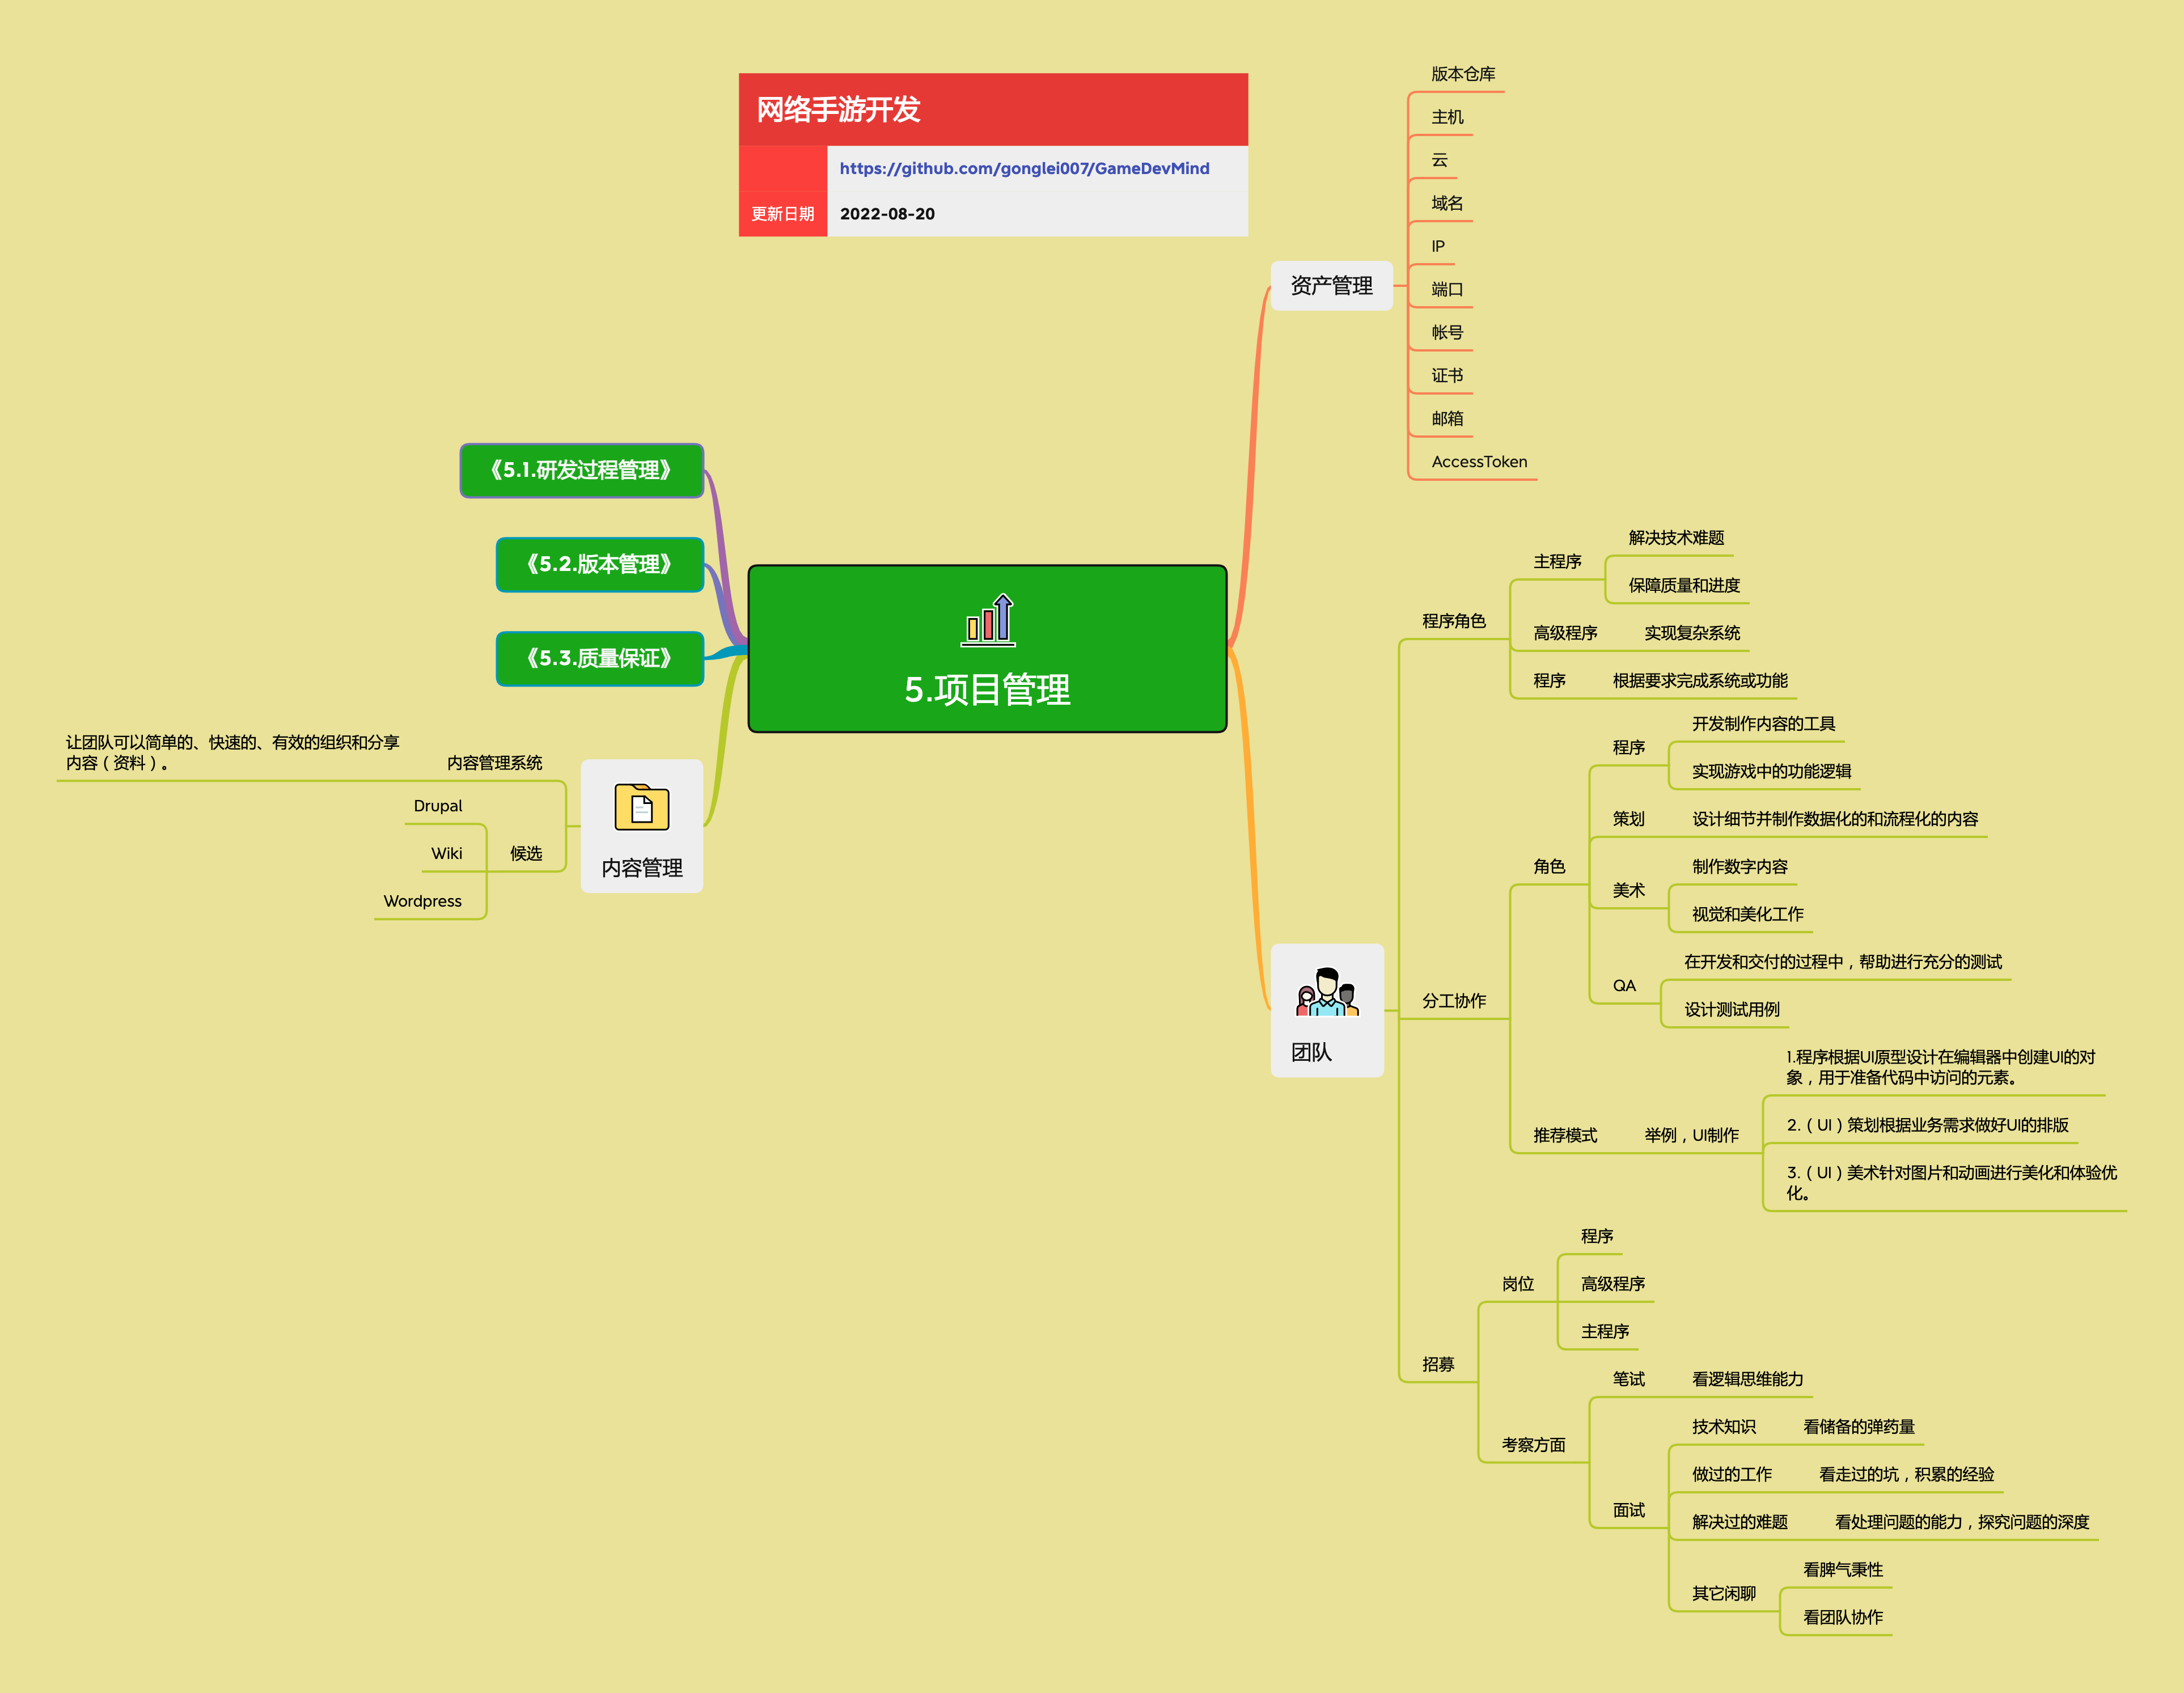 网络手游开发
https://github.com/gonglei007/GameDevMind
更新日期
2022-08-20
5.项目管理
《5.1.研发过程管理》
《5.2.版本管理》
《5.3.质量保证》
内容管理
内容管理系统
让团队可以简单的、快速的、有效的组织和分享
内容（资料）。
候选
Drupal
Wiki
Wordpress
资产管理
版本仓库
主机
云
域名
IP
端口
帐号
证书
邮箱
AccessToken
团队
程序角色
主程序
解决技术难题
保障质量和进度
高级程序
实现复杂系统
程序
根据要求完成系统或功能
分工协作
角色
程序
开发制作内容的工具
实现游戏中的功能逻辑
策划
设计细节并制作数据化的和流程化的内容
美术
制作数字内容
视觉和美化工作
QA
在开发和交付的过程中，帮助进行充分的测试
设计测试用例
推荐模式
举例，UI制作
1.程序根据UI原型设计在编辑器中创建UI的对
象，用于准备代码中访问的元素。
2.（UI）策划根据业务需求做好UI的排版
3.（UI）美术针对图片和动画进行美化和体验优
化。
招募
岗位
程序
高级程序
主程序
考察方面
笔试
看逻辑思维能力
面试
技术知识
看储备的弹药量
做过的工作
看走过的坑，积累的经验
解决过的难题
看处理问题的能力，探究问题的深度
其它闲聊
看脾气秉性
看团队协作